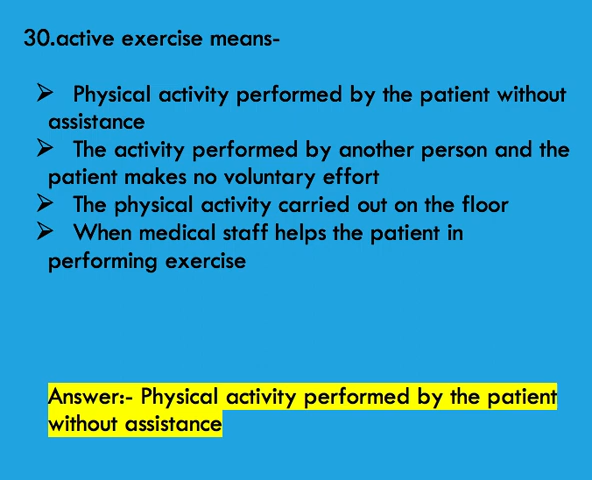 30.active exercise means-
➢ Physical activity performed by the patient without
assistance
➢ The activity performed by another person and the
patient makes no voluntary effort
➢ The physical activity carried out on the floor
➢ When medical staff helps the patient in
performing exercise
Answer:- Physical activity performed by the patient
without assistance